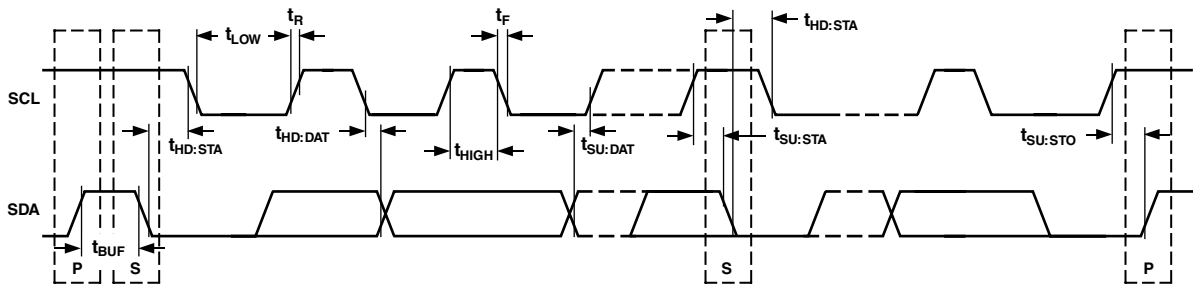 tR
tF
tHD:STA
tLOW
SCL
tHD:STA
tHD:DAT
tHIGH
tSU:DAT
tSU:STA
tSU:STO
SDA
tBUF
P
S
S
P